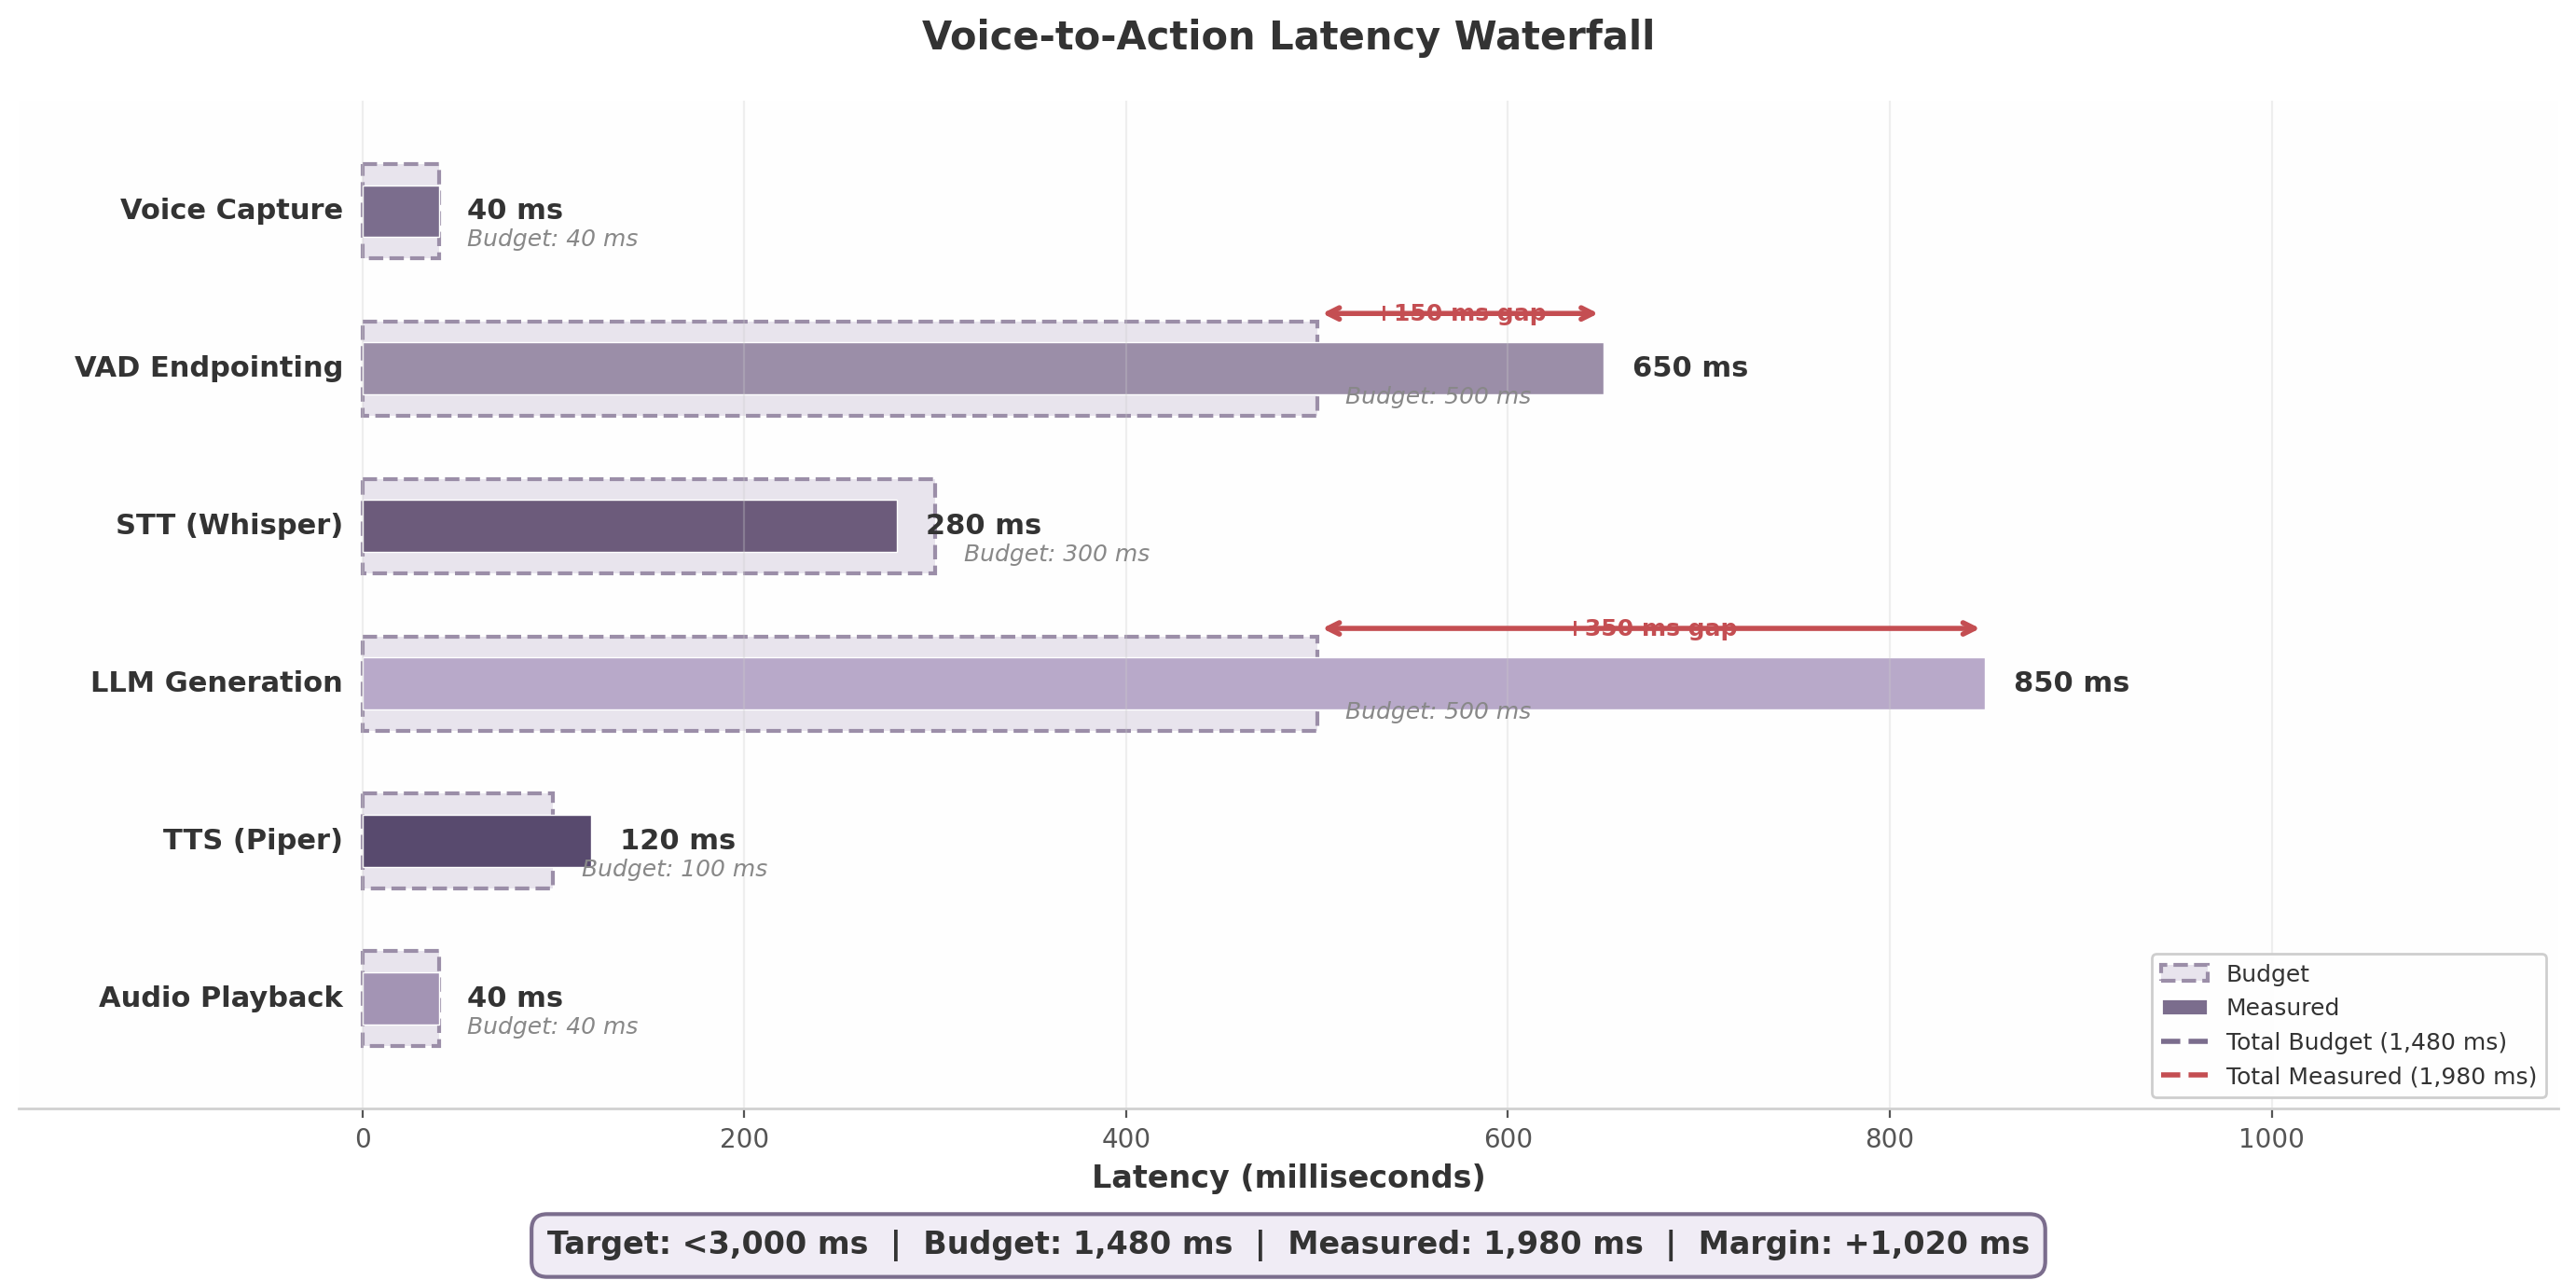 Voice-to-Action Latency Waterfall
Voice Capture
40 ms
Budget: 40 ms
+150 ms gap
VAD Endpointing
650 ms
Budget: 500 ms
STT (Whisper)
280 ms
Budget: 300 ms
+350 ms gap
LLM Generation
850 ms
Budget: 500 ms
TTS (Piper)
120 ms
Budget: 100 ms
Audio Playback
40 ms
Budget: 40 ms
Budget
Measured
Total Budget (1,480 ms)
Total Measured (1,980 ms)
0 200 400 600 800 1000
Latency (milliseconds)
Target: <3,000 ms | Budget: 1,480 ms | Measured: 1,980 ms | Margin: +1,020 ms